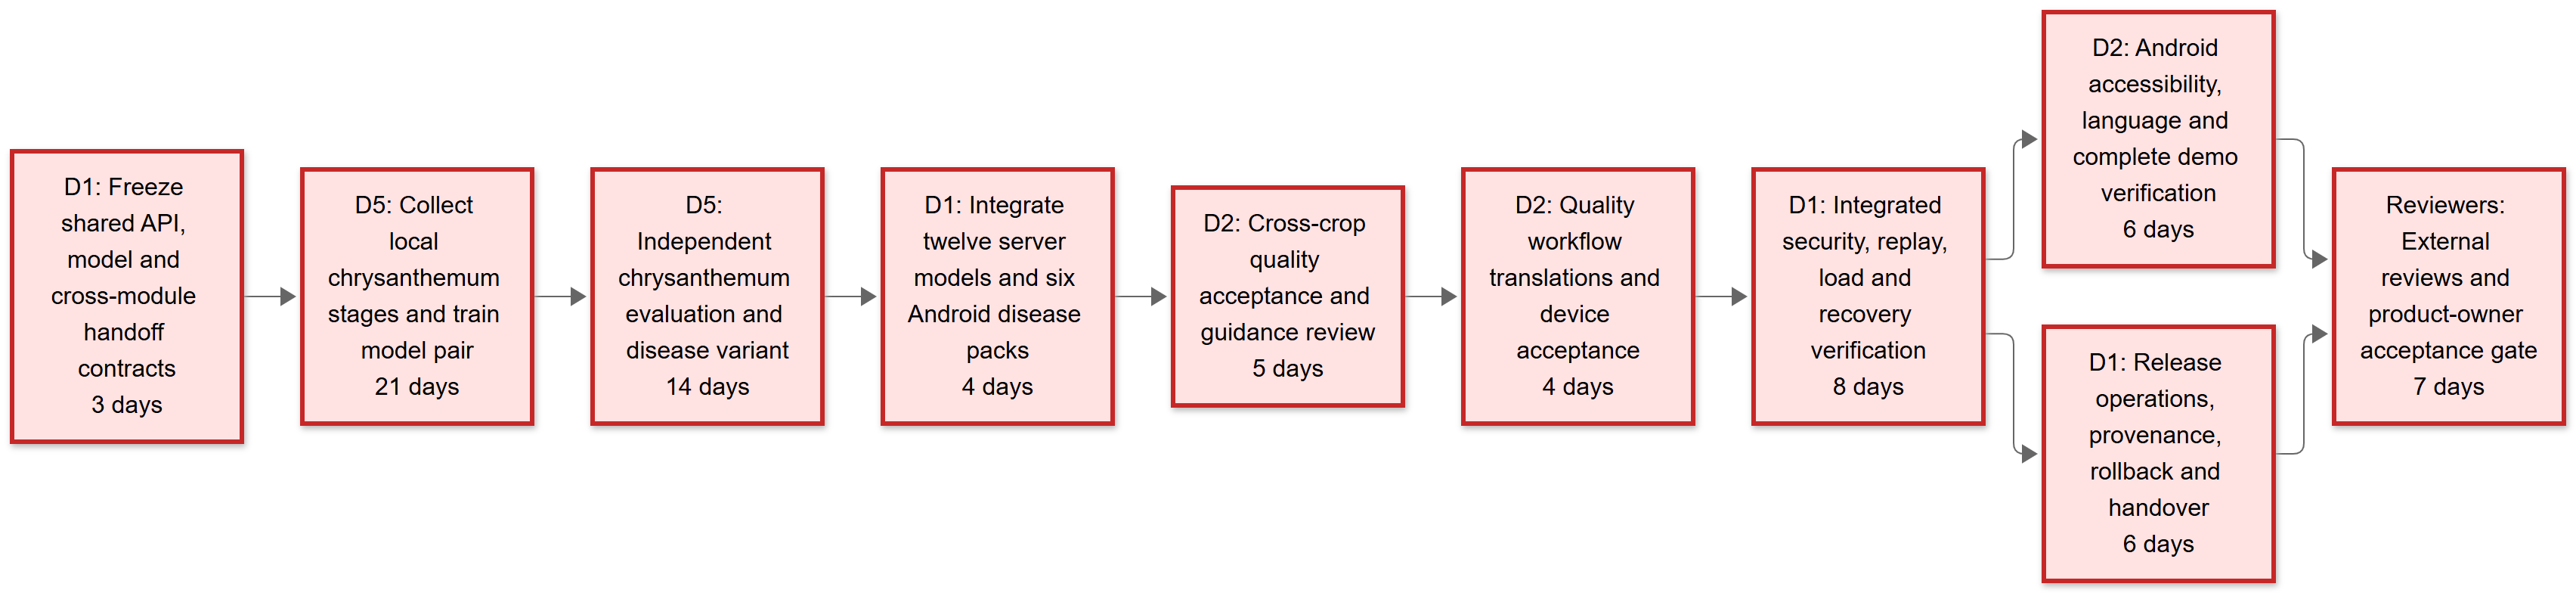 D1: Freeze
shared API,
model and
cross-module
handoff
contracts
3 days
D5: Collect
local
chrysanthemum
stages and train
model pair
21 days
D5:
Independent
chrysanthemum
evaluation and
disease variant
14 days
D1: Integrate
twelve server
models and six
Android disease
packs
4 days
D2: Cross-crop
quality
acceptance and
guidance review
5 days
D2: Quality
workflow
translations and
device
acceptance
4 days
D1: Integrated
security, replay,
load and
recovery
verification
8 days
D2: Android
accessibility,
language and
complete demo
verification
6 days
D1: Release
operations,
provenance,
rollback and
handover
6 days
Reviewers:
External
reviews and
product-owner
acceptance gate
7 days